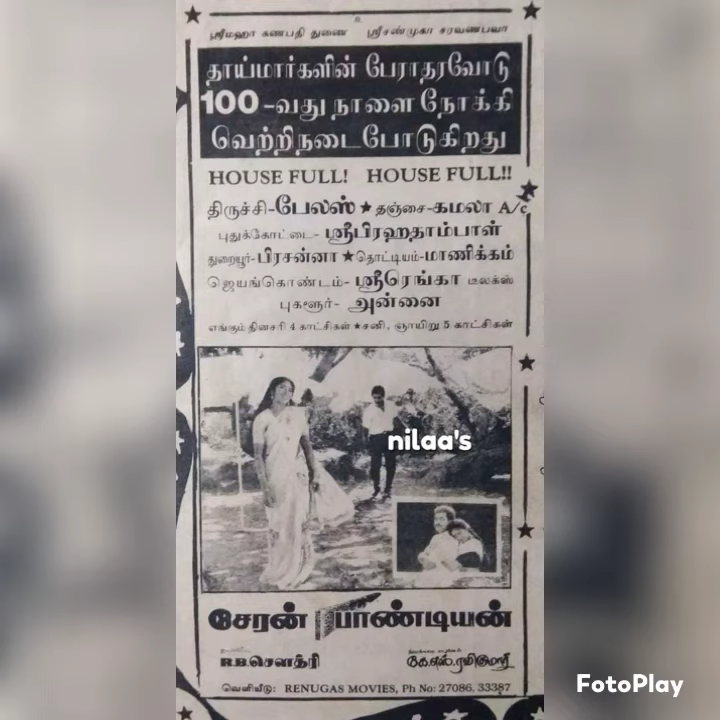 உ
ஸ்ரீமஹா கணபதி துணை ஸ்ரீசண்முகா சரவணபவா
தாய்மார்களின் பேராதரவோடு
100-வது நாளை நோக்கி
வெற்றிநடை போடுகிறது
HOUSE FULL! HOUSE FULL!!
திருச்சி-பேலஸ் ★ தஞ்சை-கமலா A/c
புதுக்கோட்டை- ஸ்ரீபிரஹதாம்பாள்
துறையூர்-பிரசன்னா ★ தொட்டியம்-மாணிக்கம்
ஜெயங்கொண்டம்- ஸ்ரீரெங்கா டீலக்ஸ்
புகளூர்- அன்னை
எங்கும் தினசரி 4 காட்சிகள் ★ சனி, ஞாயிறு 5 காட்சிகள்
nilaa's
சேரன் பாண்டியன்
R.B.சௌத்ரி
கே.எஸ்.ரவிகுமார்
வெளியீடு: RENUGAS MOVIES, Ph No: 27086. 33387
FotoPlay